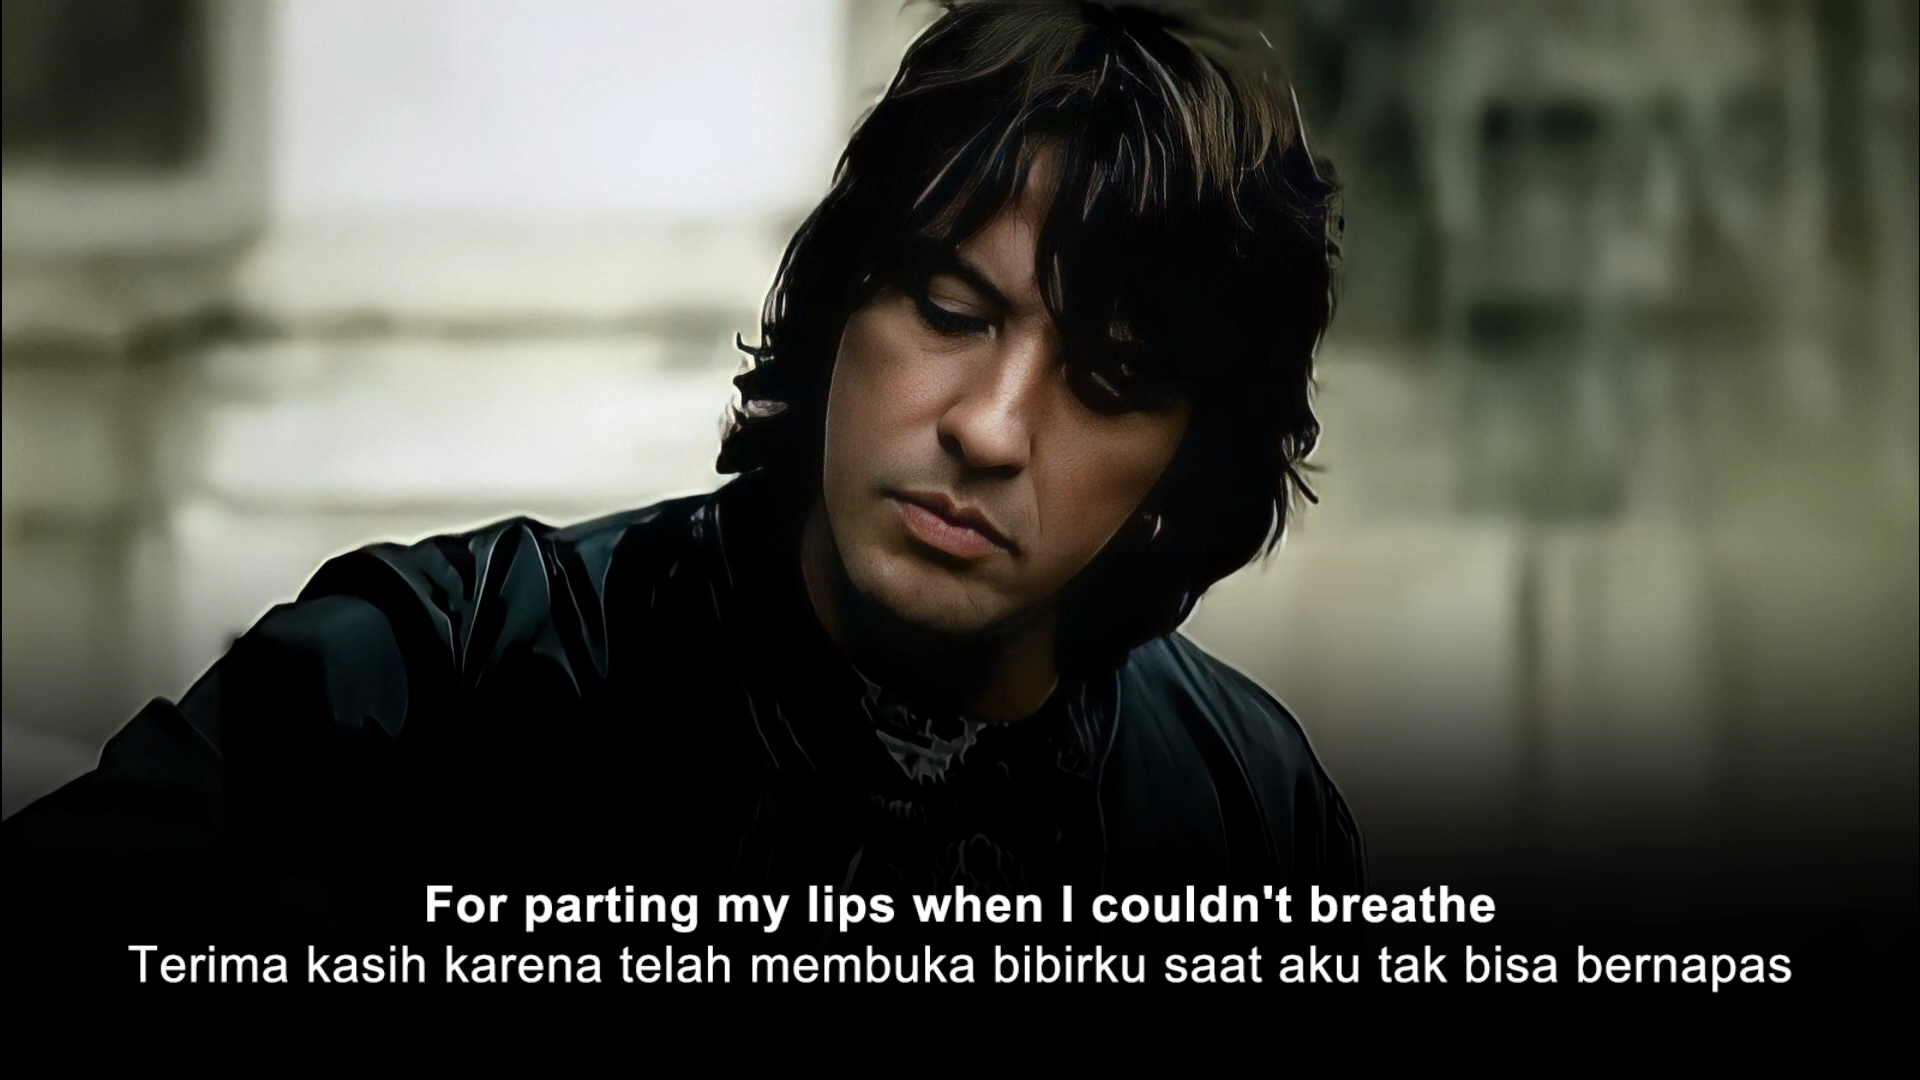 For parting my lips when I couldn't breathe
Terima kasih karena telah membuka bibirku saat aku tak bisa bernapas